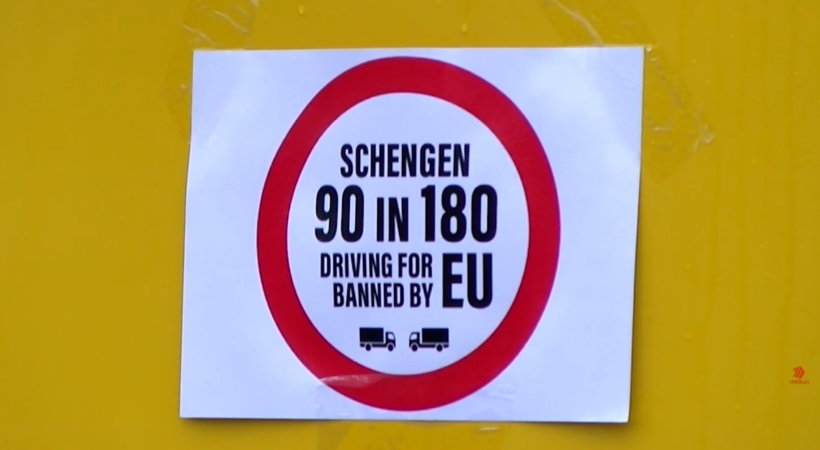 SCHENGEN
90 IN 180
DRIVING FOR
BANNED BY EU